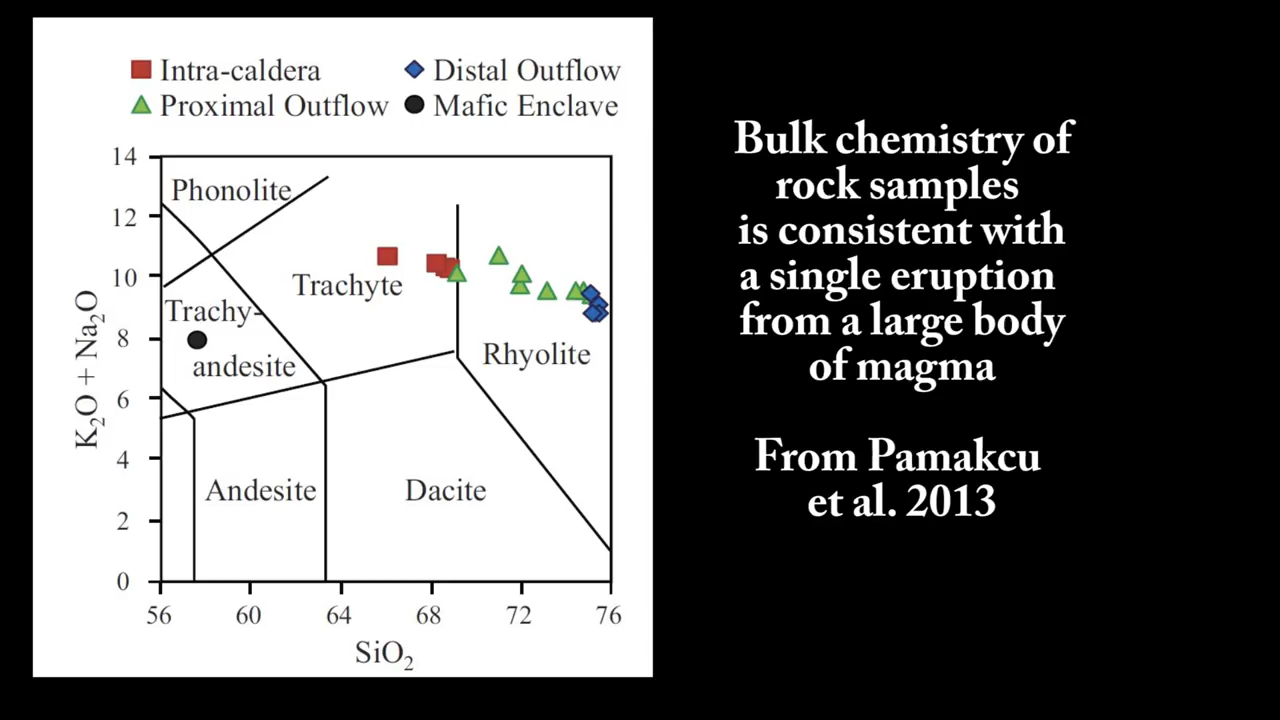 Intra-caldera
Distal Outflow
Proximal Outflow
Mafic Enclave
14
12
10
8
6
4
2
0
K₂O + Na₂O
Phonolite
Trachyte
Trachy-
andesite
Rhyolite
Andesite
Dacite
56
60
64
68
72
76
SiO₂
Bulk chemistry of
rock samples
is consistent with
a single eruption
from a large body
of magma
From Pamakcu
et al. 2013